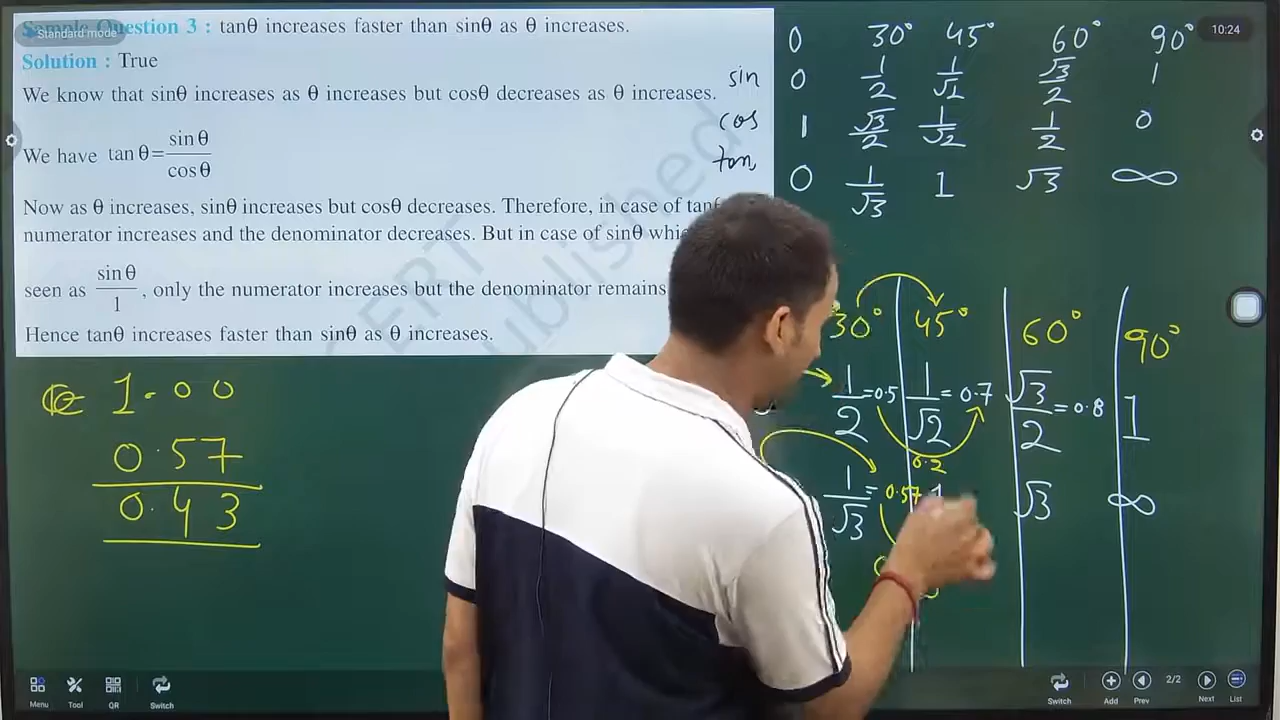 Sample Question 3 : tanθ increases faster than sinθ as θ increases.
Standard mode
Solution : True
We know that sinθ increases as θ increases but cosθ decreases as θ increases.
We have tan θ= sin θ / cos θ
Now as θ increases, sinθ increases but cosθ decreases. Therefore, in case of tanθ
numerator increases and the denominator decreases. But in case of sinθ
seen as sin θ / 1 , only the numerator increases but the denominator remains
Hence tanθ increases faster than sinθ as θ increases.
10:24
0 30° 45° 60° 90°
sin 0 1/2 1/√2 √3/2 1
cos 1 √3/2 1/√2 1/2 0
tan 0 1/√3 1 √3 ∞
30° 45° 60° 90°
1/2 =0.5 1/√2 = 0.7 √3/2 =0.8 1
0.2
1/√3 = 0.57 √3 ∞
1.00
0.57
0.43
Menu Tool QR Switch
Switch Add Prev 2/2 Next List